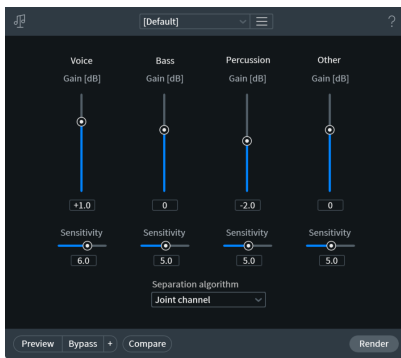 [Default] ?
Voice Bass Percussion Other
Gain [dB] Gain [dB] Gain [dB] Gain [dB]
+1.0 0 -2.0 0
Sensitivity Sensitivity Sensitivity Sensitivity
6.0 5.0 5.0 5.0
Separation algorithm
Joint channel
Preview Bypass + Compare Render